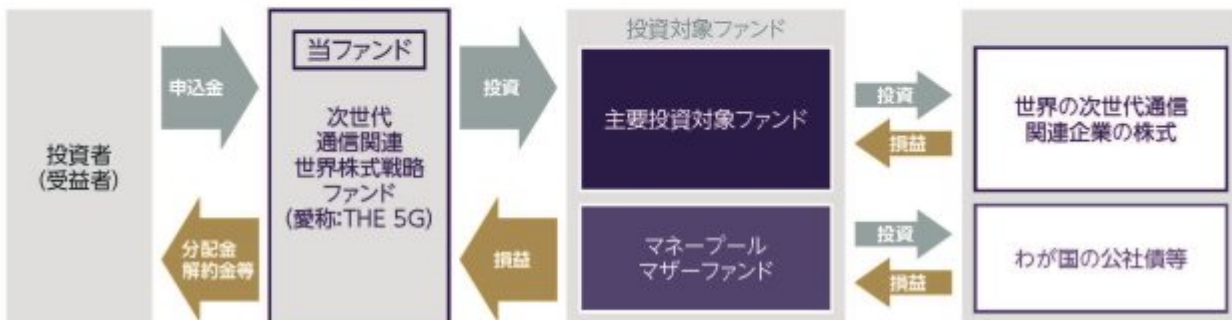 投資者
(受益者)
申込金
分配金
解約金等
当ファンド
次世代
通信関連
世界株式戦略
ファンド
(愛称:THE 5G)
投資
損益
投資対象ファンド
主要投資対象ファンド
マネープール
マザーファンド
投資
損益
投資
損益
世界の次世代通信
関連企業の株式
わが国の公社債等